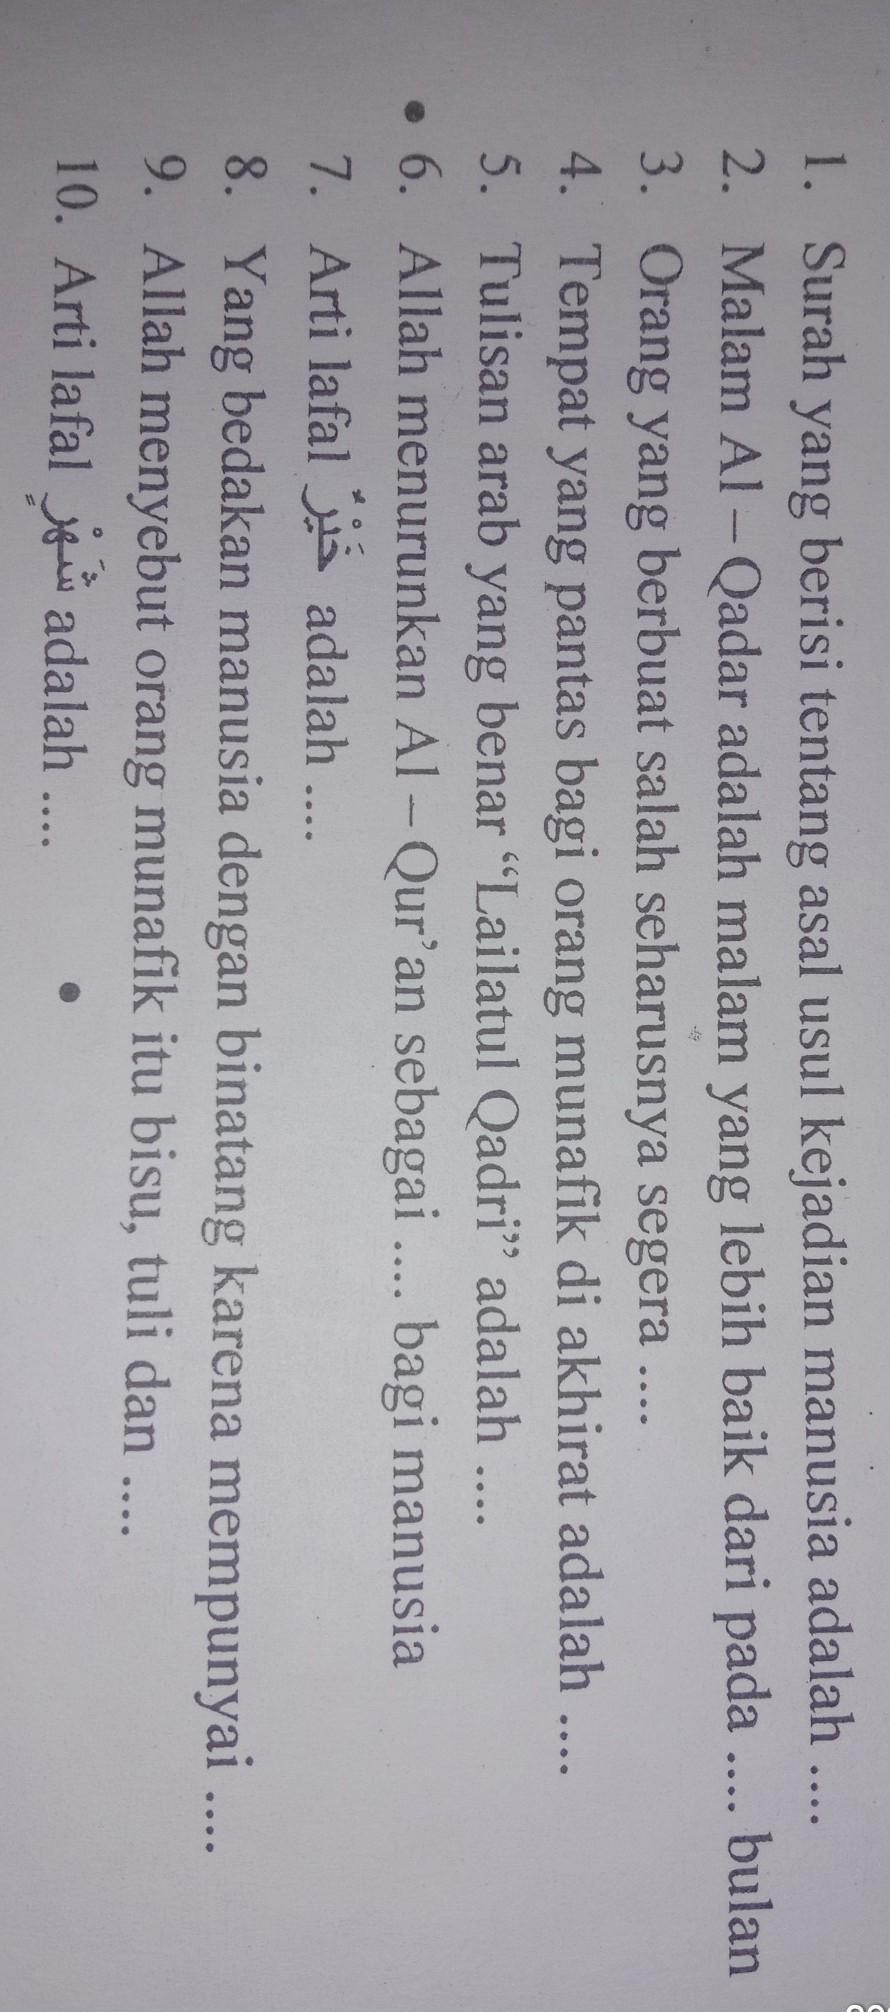 1. Surah yang berisi tentang asal usul kejadian manusia adalah ....
2. Malam Al – Qadar adalah malam yang lebih baik dari pada .... bulan
3. Orang yang berbuat salah seharusnya segera ....
4. Tempat yang pantas bagi orang munafik di akhirat adalah ....
5. Tulisan arab yang benar “Lailatul Qadri” adalah ....
• 6. Allah menurunkan Al – Qur’an sebagai .... bagi manusia
7. Arti lafal خَيْرٌ adalah ....
8. Yang bedakan manusia dengan binatang karena mempunyai ....
9. Allah menyebut orang munafik itu bisu, tuli dan ....
10. Arti lafal شَهْرٍ adalah ....